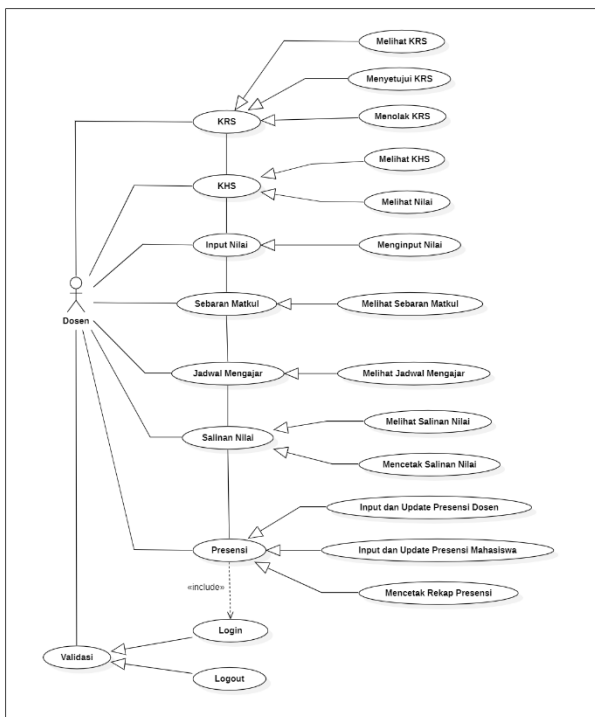 Melihat KRS
Menyetujui KRS
KRS
Menolak KRS
Melihat KHS
KHS
Melihat Nilai
Input Nilai
Menginput Nilai
Sebaran Matkul
Melihat Sebaran Matkul
Dosen
Jadwal Mengajar
Melihat Jadwal Mengajar
Melihat Salinan Nilai
Salinan Nilai
Mencetak Salinan Nilai
Input dan Update Presensi Dosen
Presensi
Input dan Update Presensi Mahasiswa
«include»
Mencetak Rekap Presensi
Login
Validasi
Logout